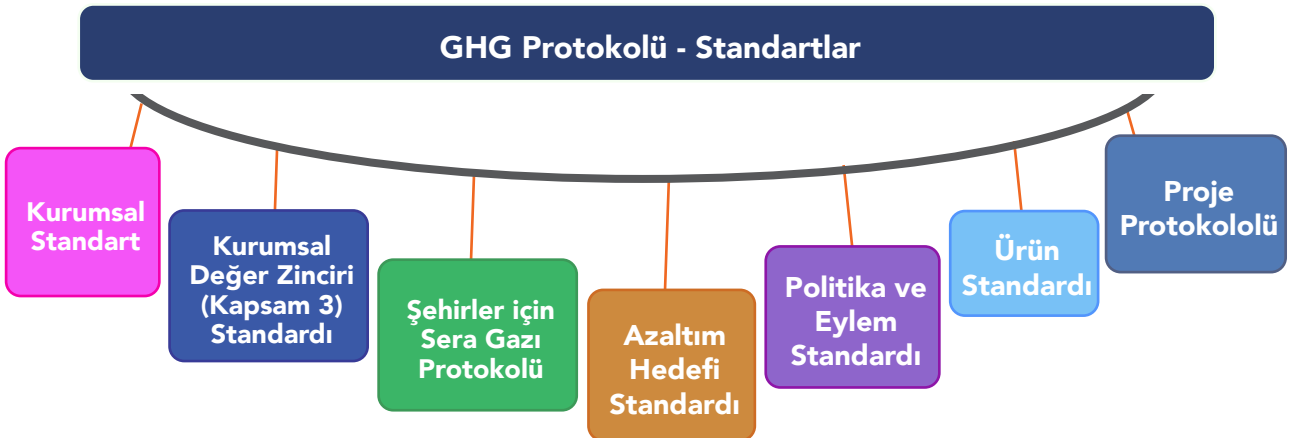 GHG Protokolü - Standartlar
Kurumsal
Standart
Kurumsal
Değer Zinciri
(Kapsam 3)
Standardı
Şehirler için
Sera Gazı
Protokolü
Azaltım
Hedefi
Standardı
Politika ve
Eylem
Standardı
Ürün
Standardı
Proje
Protokololü